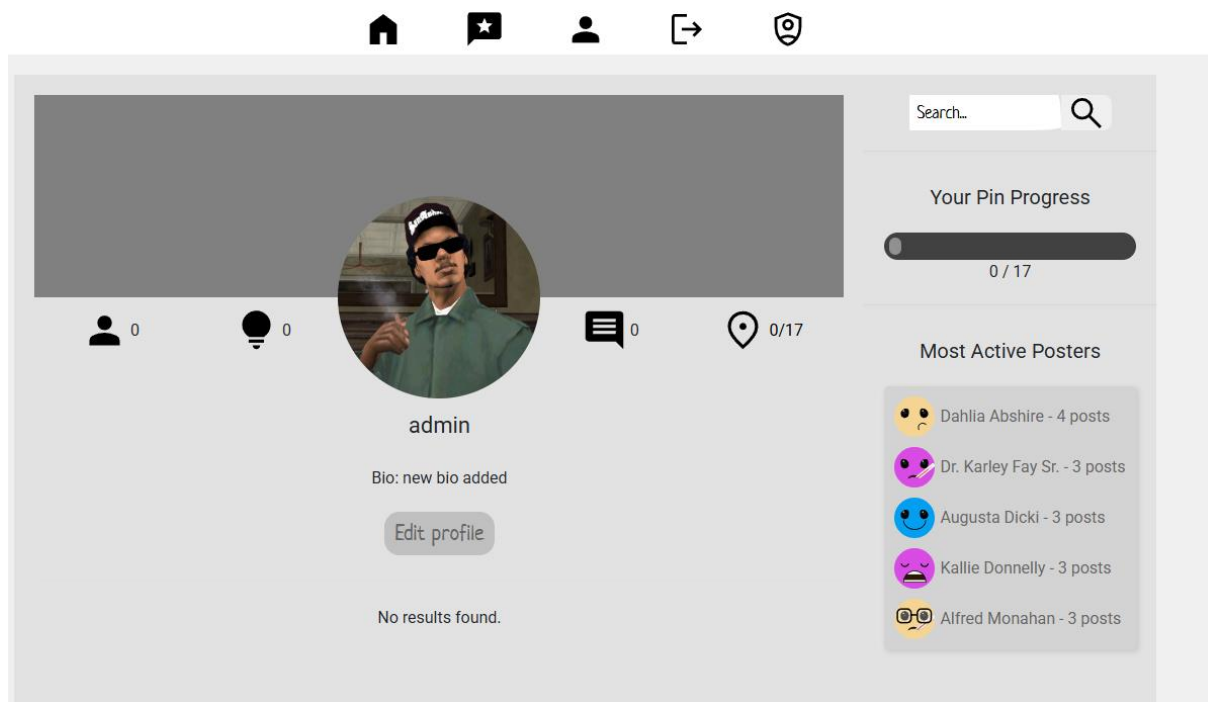 Search...
Your Pin Progress
0 / 17
0
0
0
0/17
Most Active Posters
Dahlia Abshire - 4 posts
Dr. Karley Fay Sr. - 3 posts
Augusta Dicki - 3 posts
Kallie Donnelly - 3 posts
Alfred Monahan - 3 posts
admin
Bio: new bio added
Edit profile
No results found.